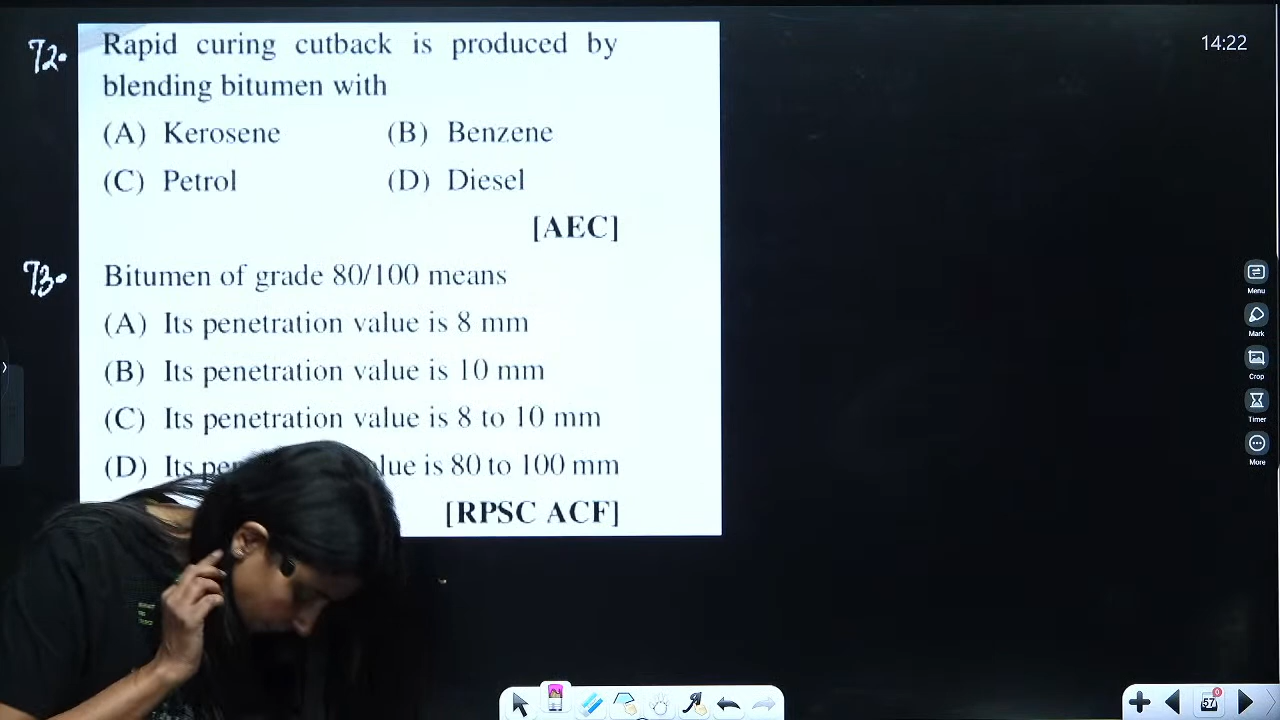 14:22
72.
Rapid curing cutback is produced by
blending bitumen with
(A) Kerosene (B) Benzene
(C) Petrol (D) Diesel
[AEC]
73.
Bitumen of grade 80/100 means
(A) Its penetration value is 8 mm
(B) Its penetration value is 10 mm
(C) Its penetration value is 8 to 10 mm
(D) Its is 80 to 100 mm
[RPSC ACF]
Menu
Mark
Crop
Timer
More